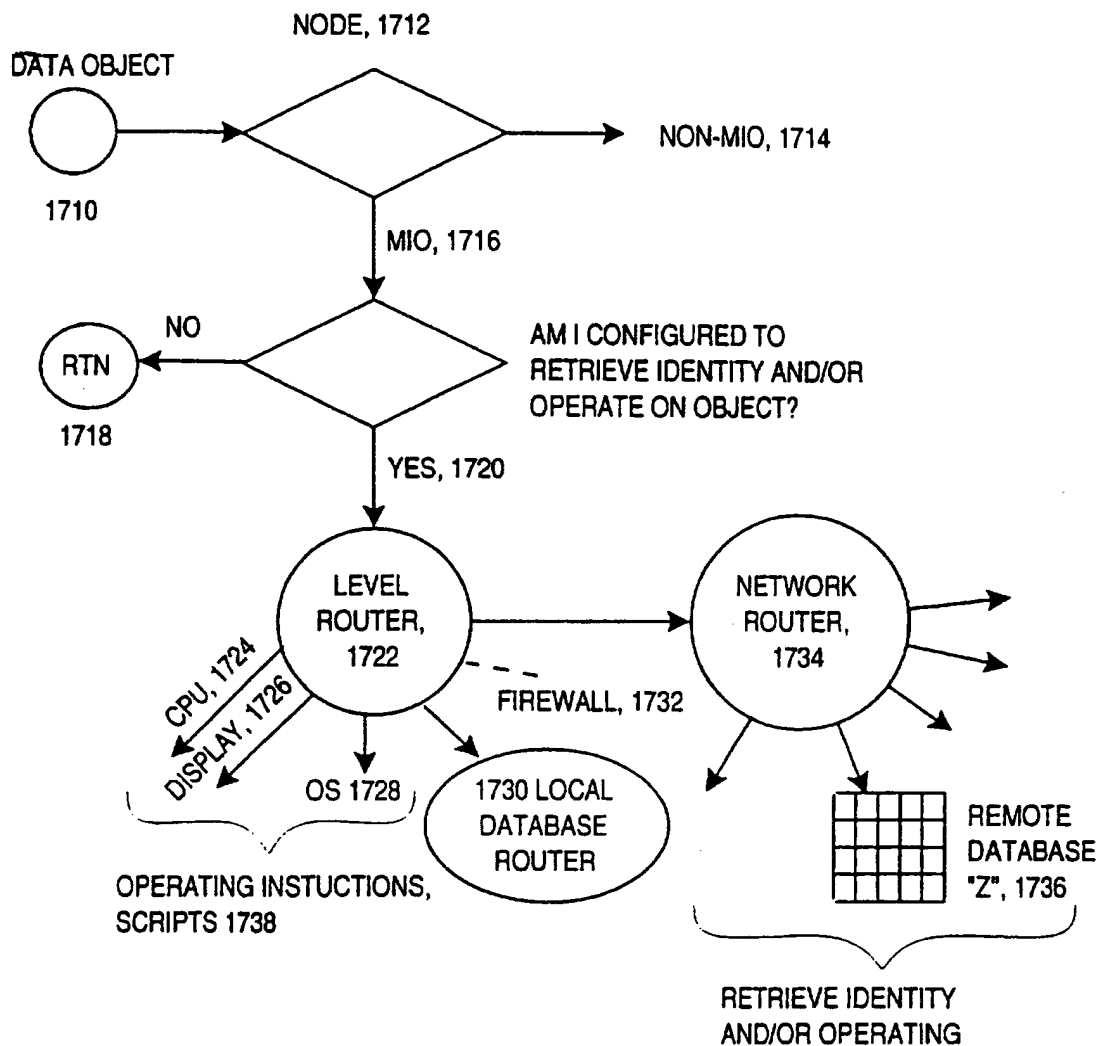 NODE, 1712
DATA OBJECT
1710
NON-MIO, 1714
MIO, 1716
NO
RTN
1718
AM I CONFIGURED TO
RETRIEVE IDENTITY AND/OR
OPERATE ON OBJECT?
YES, 1720
LEVEL
ROUTER,
1722
NETWORK
ROUTER,
1734
CPU, 1724
DISPLAY, 1726
OS 1728
FIREWALL, 1732
1730 LOCAL
DATABASE
ROUTER
REMOTE
DATABASE
"Z", 1736
OPERATING INSTUCTIONS,
SCRIPTS 1738
RETRIEVE IDENTITY
AND/OR OPERATING